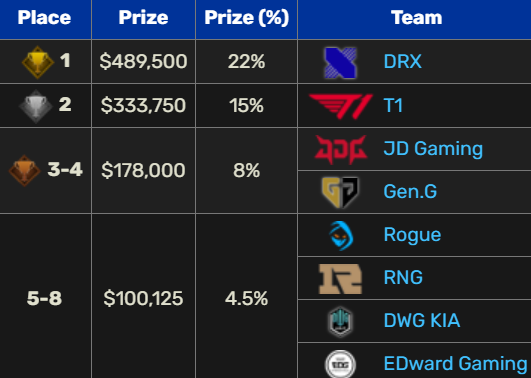 Place Prize Prize (%) Team
1 $489,500 22% DRX
2 $333,750 15% T1
3-4 $178,000 8% JD Gaming
Gen.G
5-8 $100,125 4.5% Rogue
RNG
DWG KIA
EDward Gaming